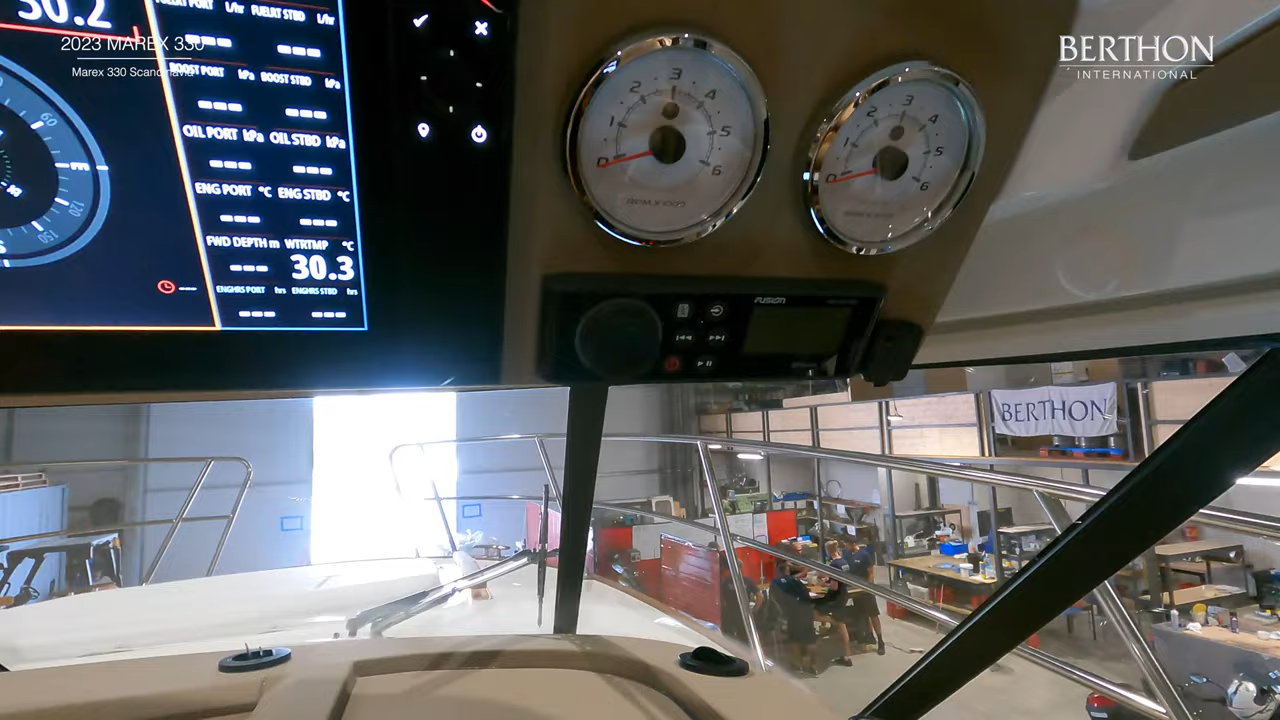 30.2
2023 MAREX 330
Marex 330 Scandinavia
BERTHON
INTERNATIONAL
L/hr FUELRT STBD L/hr
BOOST PORT kPa BOOST STBD kPa
OIL PORT kPa OIL STBD kPa
ENG PORT °C ENG STBD °C
FWD DEPTH m WTRTMP °C
30.3
ENGHRS PORT hrs ENGHRS STBD hrs
60
120
150
0 1 2 3 4 5 6
0 1 2 3 4 5 6
FUSION
BERTHON